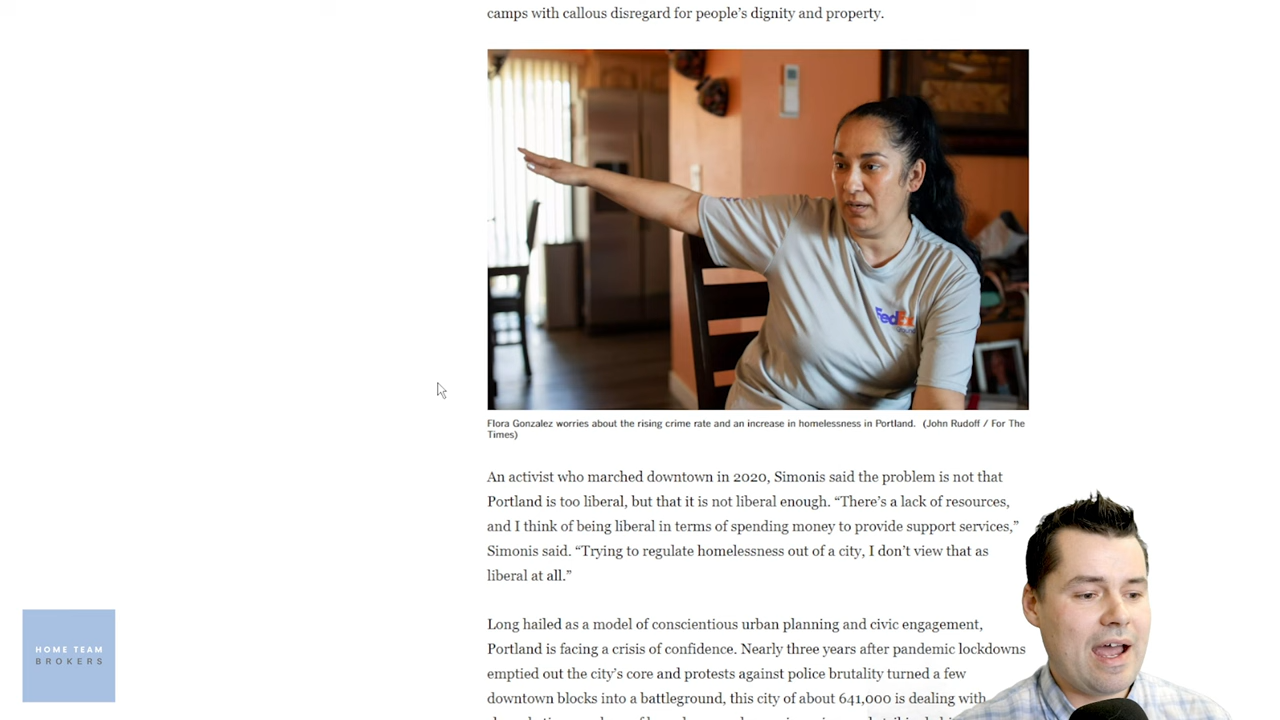 camps with callous disregard for people’s dignity and property.
FedEx
Flora Gonzalez worries about the rising crime rate and an increase in homelessness in Portland. (John Rudoff / For The
Times)
An activist who marched downtown in 2020, Simonis said the problem is not that
Portland is too liberal, but that it is not liberal enough. “There’s a lack of resources,
and I think of being liberal in terms of spending money to provide support services,”
Simonis said. “Trying to regulate homelessness out of a city, I don’t view that as
liberal at all.”
Long hailed as a model of conscientious urban planning and civic engagement,
Portland is facing a crisis of confidence. Nearly three years after pandemic lockdowns
emptied out the city’s core and protests against police brutality turned a few
downtown blocks into a battleground, this city of about 641,000 is dealing with
HOME TEAM
BROKERS